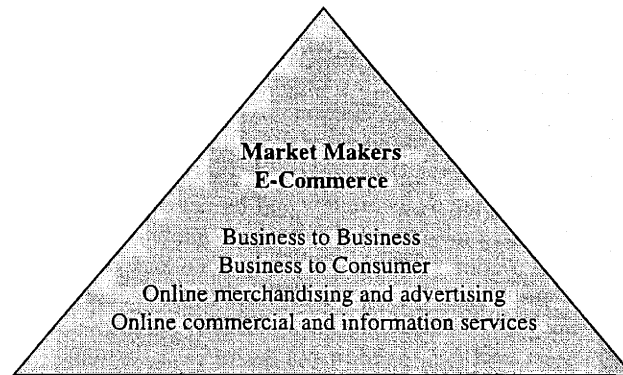 Market Makers
E-Commerce
Business to Business
Business to Consumer
Online merchandising and advertising
Online commercial and information services